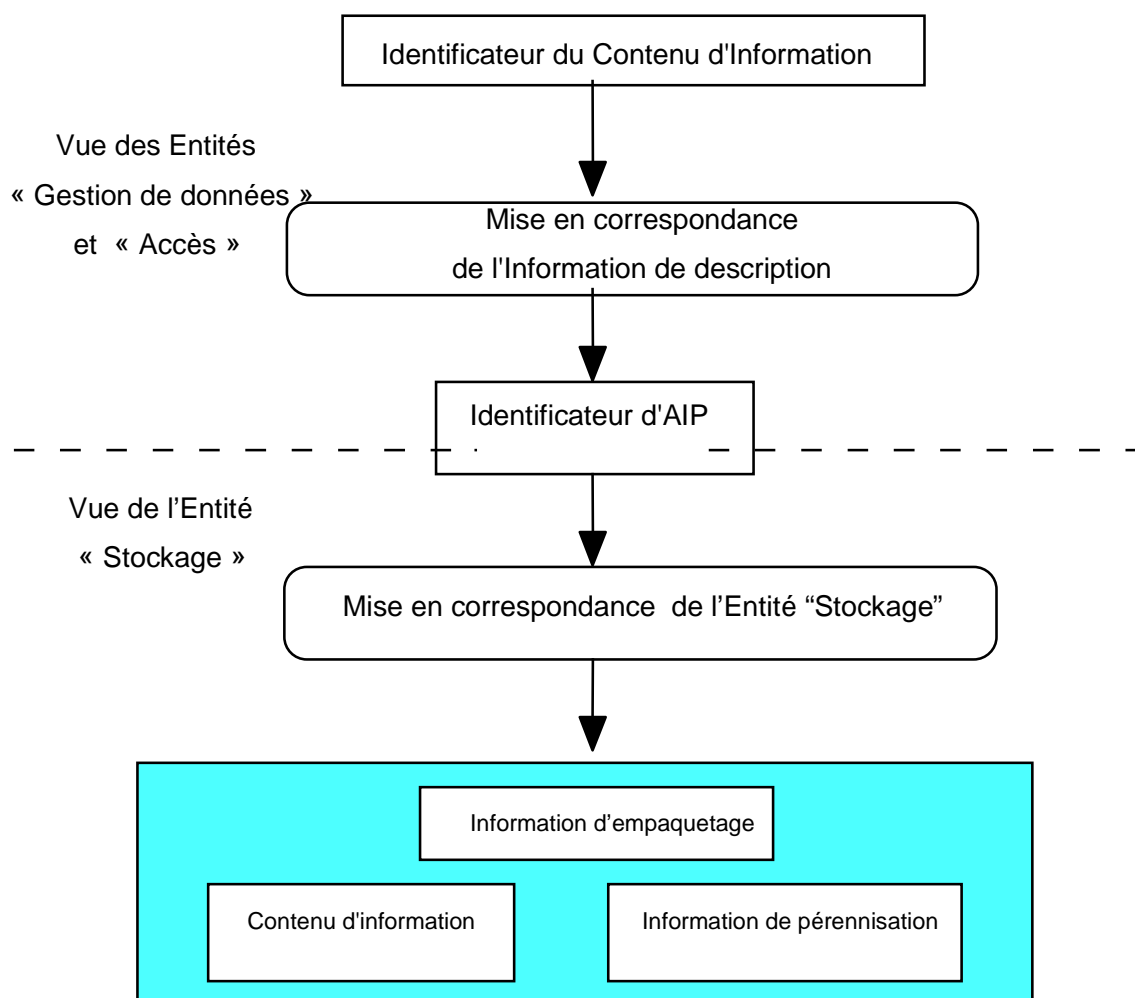 Identificateur du Contenu d'Information
Vue des Entités
« Gestion de données »
et « Accès »
Mise en correspondance
de l'Information de description
Identificateur d'AIP
Vue de l’Entité
« Stockage »
Mise en correspondance de l’Entité “Stockage”
Information d’empaquetage
Contenu d'information
Information de pérennisation